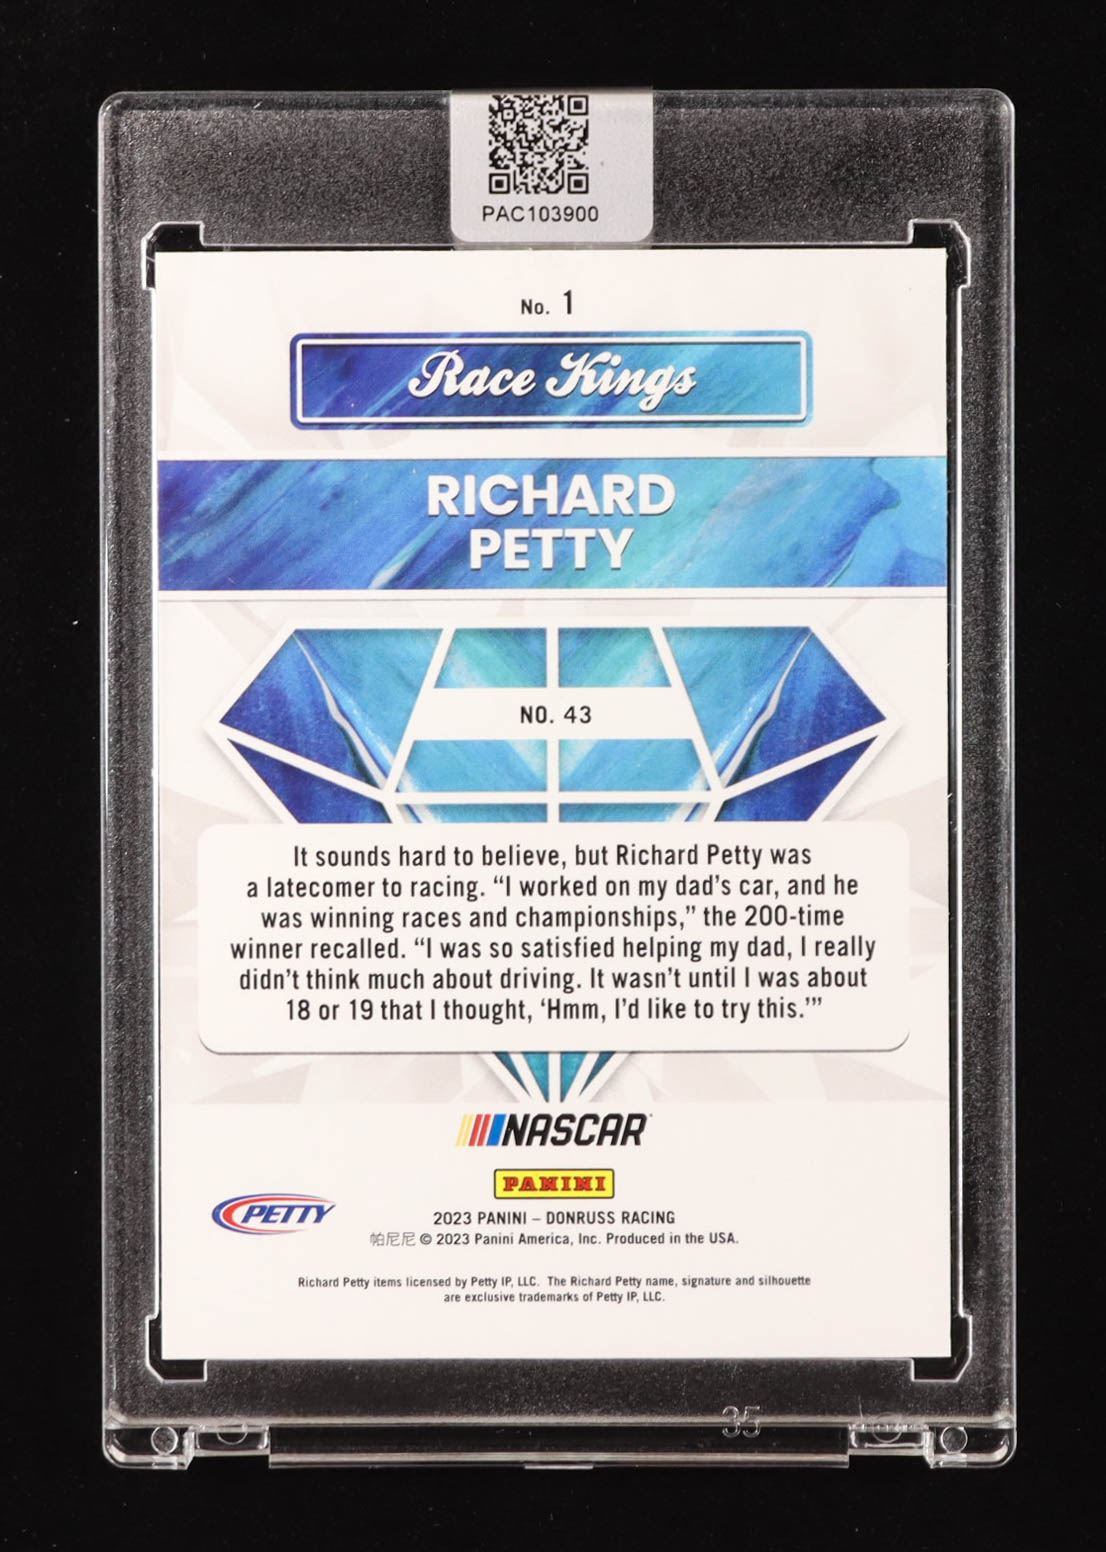 PAC103900
No. 1
Race Kings
RICHARD
PETTY
NO. 43
It sounds hard to believe, but Richard Petty was
a latecomer to racing. “I worked on my dad’s car, and he
was winning races and championships,” the 200-time
winner recalled. “I was so satisfied helping my dad, I really
didn’t think much about driving. It wasn’t until I was about
18 or 19 that I thought, ‘Hmm, I’d like to try this.’”
NASCAR
PANINI
PETTY
2023 PANINI – DONRUSS RACING
帕尼尼 © 2023 Panini America, Inc. Produced in the USA.
Richard Petty items licensed by Petty IP, LLC. The Richard Petty name, signature and silhouette
are exclusive trademarks of Petty IP, LLC.
35